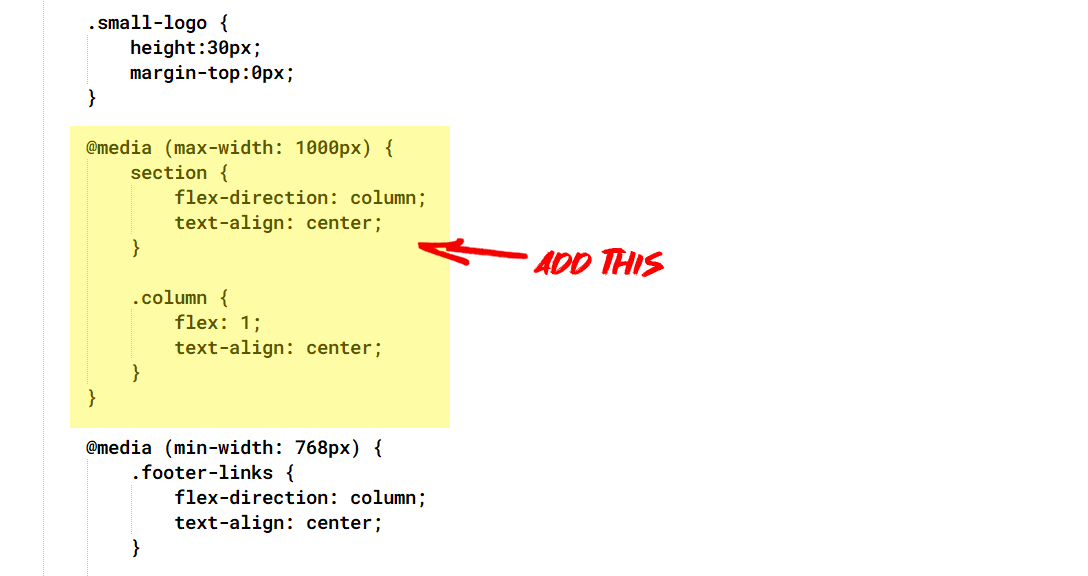 .small-logo {
height:30px;
margin-top:0px;
}
@media (max-width: 1000px) {
section {
flex-direction: column;
text-align: center;
}
.column {
flex: 1;
text-align: center;
}
}
ADD THIS
@media (min-width: 768px) {
.footer-links {
flex-direction: column;
text-align: center;
}